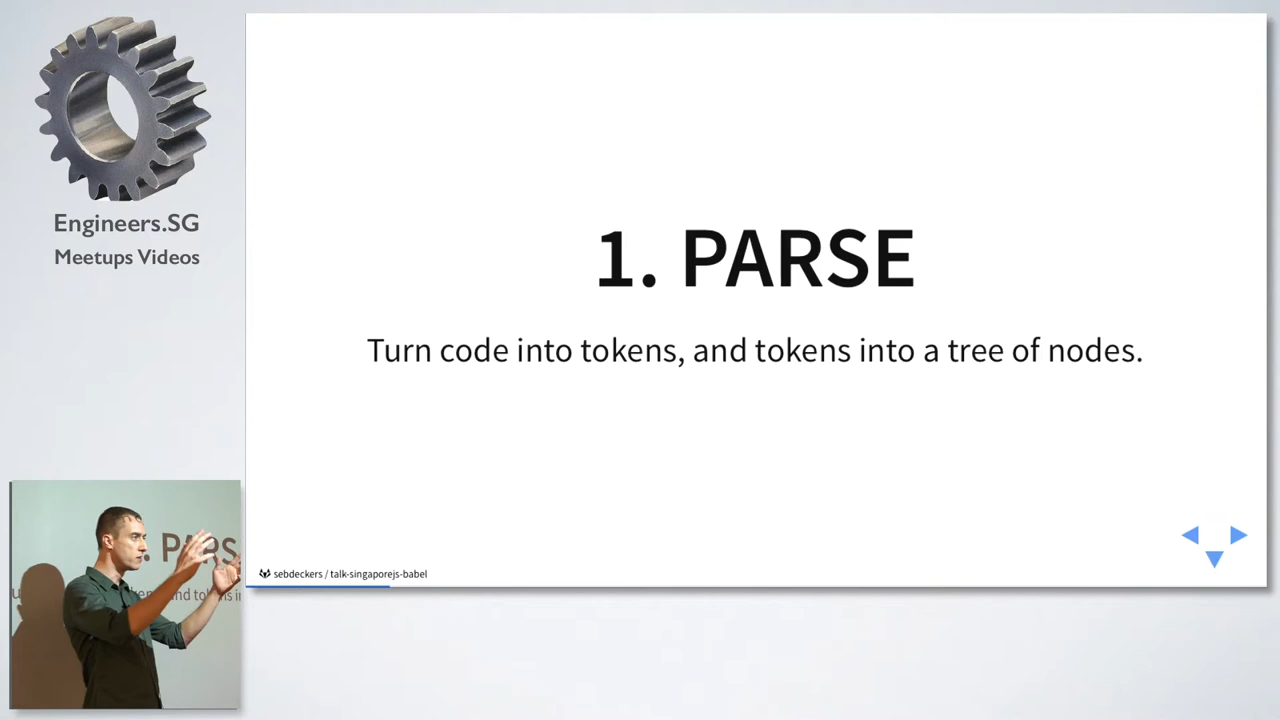 Engineers.SG
Meetups Videos
1. PARSE
Turn code into tokens, and tokens into a tree of nodes.
sebdeckers / talk-singaporejs-babel
. PARS